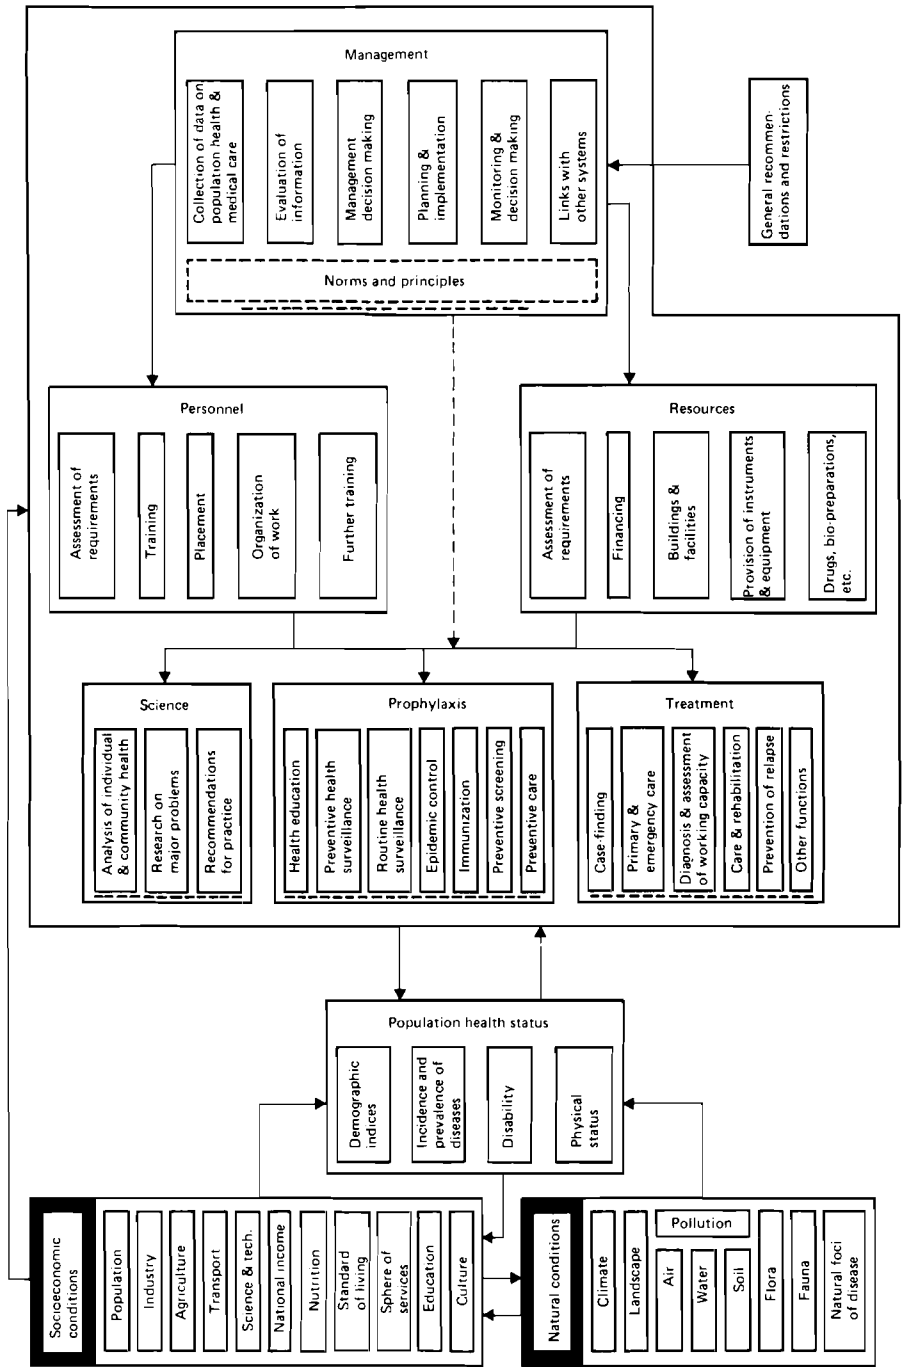 Management
Collection of data on
population health &
medical care
Evaluation of
information
Management
decision making
Planning &
implementation
Monitoring &
decision making
Links with
other systems
Norms and principles
General recommen-
dations and restrictions
Personnel
Assessment of
requirements
Training
Placement
Organization
of work
Further training
Resources
Assessment of
requirements
Financing
Buildings &
facilities
Provision of instruments
& equipment
Drugs, bio-preparations,
etc.
Science
Analysis of individual
& community health
Research on
major problems
Recommendations
for practice
Prophylaxis
Health education
Preventive health
surveillance
Routine health
surveillance
Epidemic control
Immunization
Preventive screening
Preventive care
Treatment
Case-finding
Primary &
emergency care
Diagnosis & assessment
of working capacity
Care & rehabilitation
Prevention of relapse
Other functions
Population health status
Demographic
indices
Incidence and
prevalence of
diseases
Disability
Physical
status
Socioeconomic
conditions
Population
Industry
Agriculture
Transport
Science & tech.
National income
Nutrition
Standard
of living
Sphere of
services
Education
Culture
Natural conditions
Climate
Landscape
Pollution
Air
Water
Soil
Flora
Fauna
Natural foci
of disease